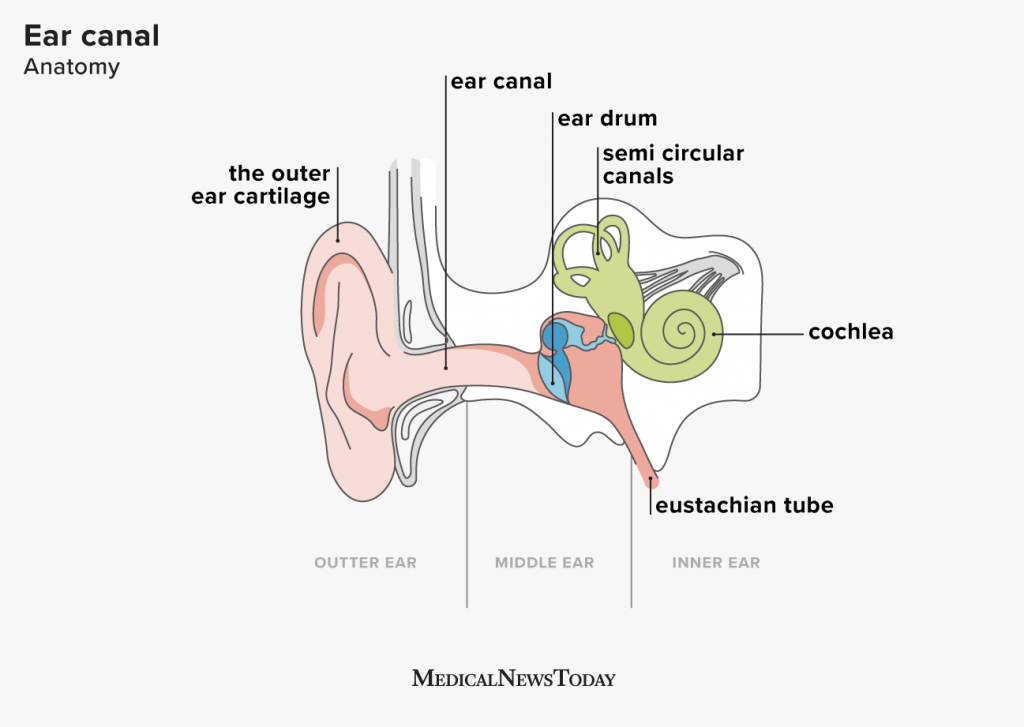 Ear canal
Anatomy
ear canal
ear drum
semi circular
canals
the outer
ear cartilage
cochlea
eustachian tube
OUTTER EAR
MIDDLE EAR
INNER EAR
MEDICALNEWSTODAY